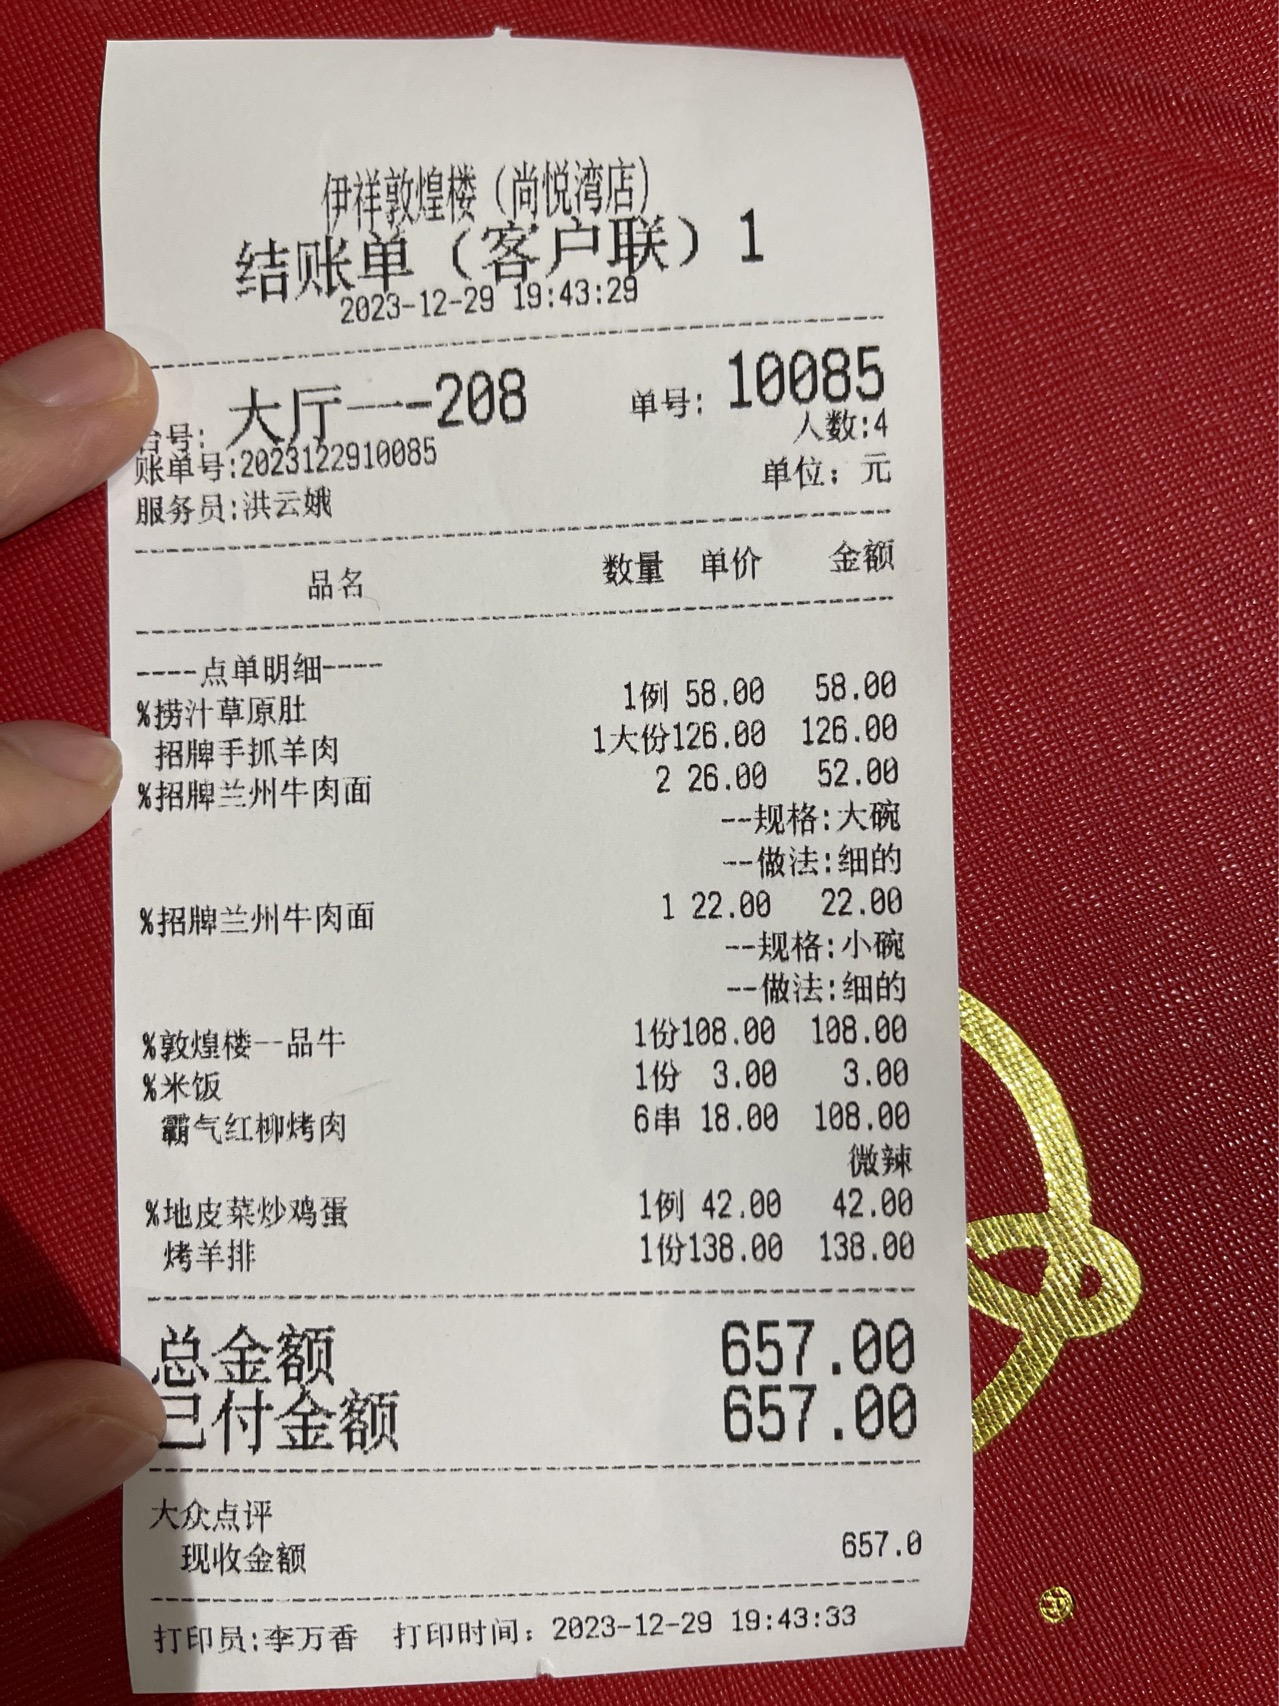 伊祥敦煌楼（尚悦湾店）
结账单（客户联）1
2023-12-29 19:43:29
台号: 大厅---208 单号: 10085
人数:4
账单号:2023122910085
单位：元
服务员:洪云娥
品名 数量 单价 金额
----点单明细----
%捞汁草原肚 1例 58.00 58.00
招牌手抓羊肉 1大份126.00 126.00
%招牌兰州牛肉面 2 26.00 52.00
--规格:大碗
--做法:细的
%招牌兰州牛肉面 1 22.00 22.00
--规格:小碗
--做法:细的
%敦煌楼一品牛 1份108.00 108.00
%米饭 1份 3.00 3.00
霸气红柳烤肉 6串 18.00 108.00
微辣
%地皮菜炒鸡蛋 1例 42.00 42.00
烤羊排 1份138.00 138.00
总金额 657.00
已付金额 657.00
大众点评
现收金额 657.0
打印员:李万香 打印时间：2023-12-29 19:43:33